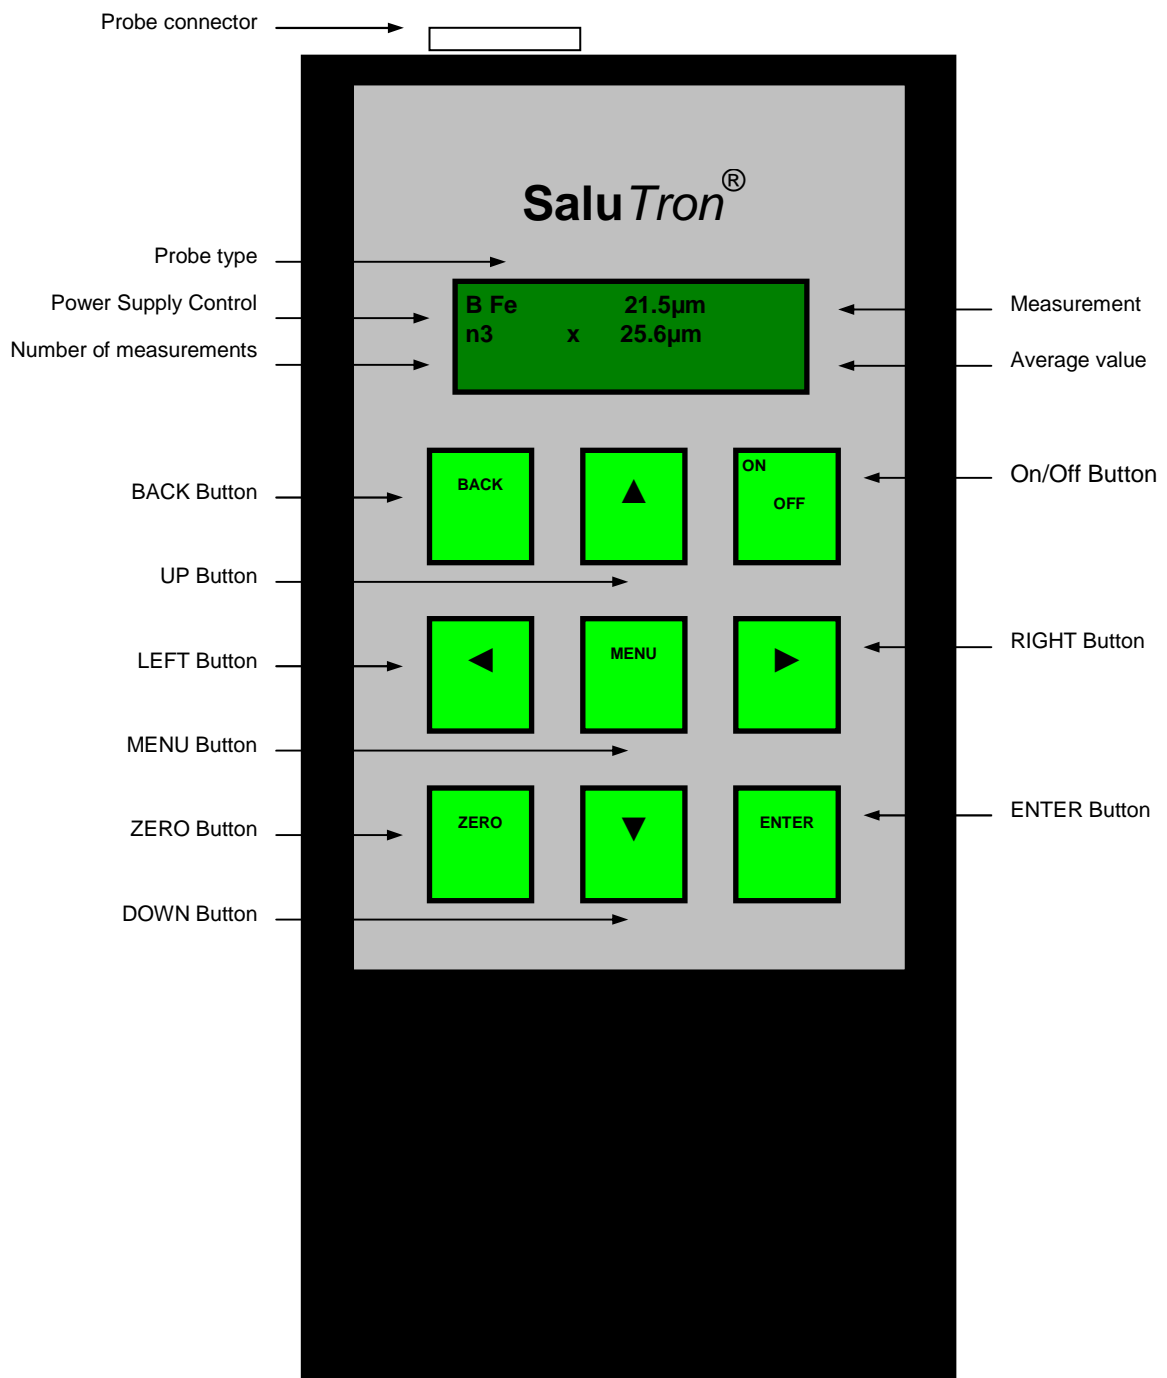 Probe connector
SaluTron®
Probe type
Power Supply Control
Number of measurements
B Fe 21.5µm
n3 x 25.6µm
Measurement
Average value
BACK
ON
OFF
On/Off Button
BACK Button
UP Button
MENU
RIGHT Button
LEFT Button
MENU Button
ZERO
ENTER
ENTER Button
ZERO Button
DOWN Button